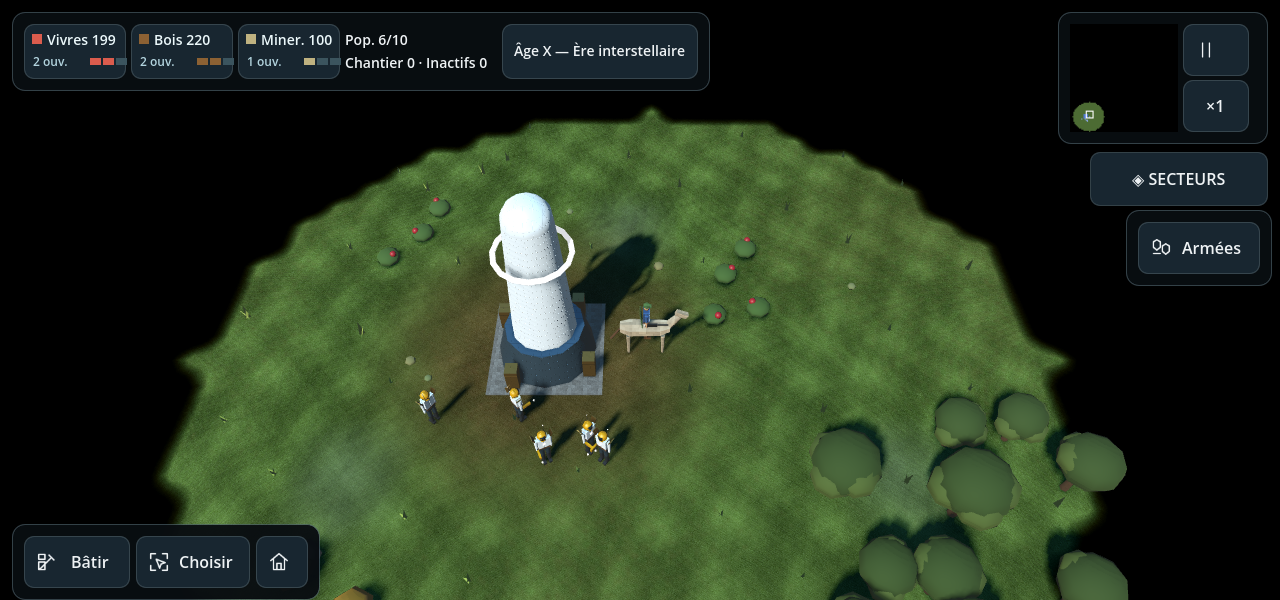 Vivres 199
2 ouv.
Bois 220
2 ouv.
Miner. 100
1 ouv.
Pop. 6/10
Chantier 0 · Inactifs 0
Âge X — Ère interstellaire
||
×1
◈ SECTEURS
Armées
Bâtir
Choisir